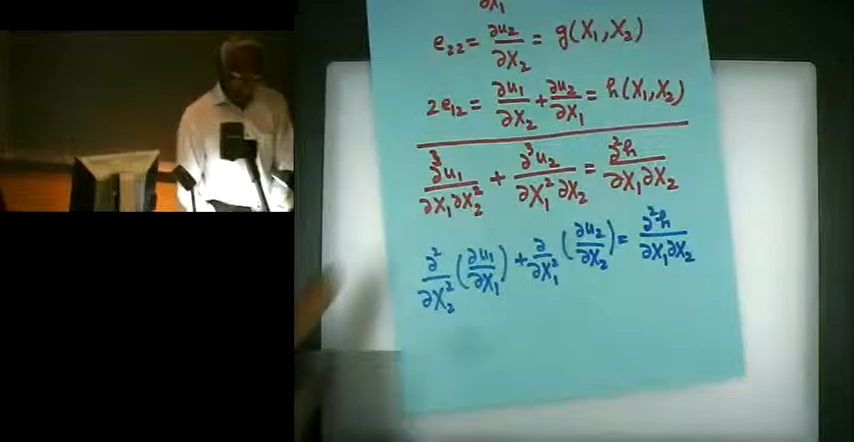 ∂X₁
e₂₂ = ∂u₂/∂X₂ = g(X₁, X₂)
2e₁₂ = ∂u₁/∂X₂ + ∂u₂/∂X₁ = h(X₁, X₂)
∂³u₁/∂X₁∂X₂² + ∂³u₂/∂X₁²∂X₂ = ∂²h/∂X₁∂X₂
∂²/∂X₂² (∂u₁/∂X₁) + ∂/∂X₁² (∂u₂/∂X₂) = ∂²h/∂X₁∂X₂